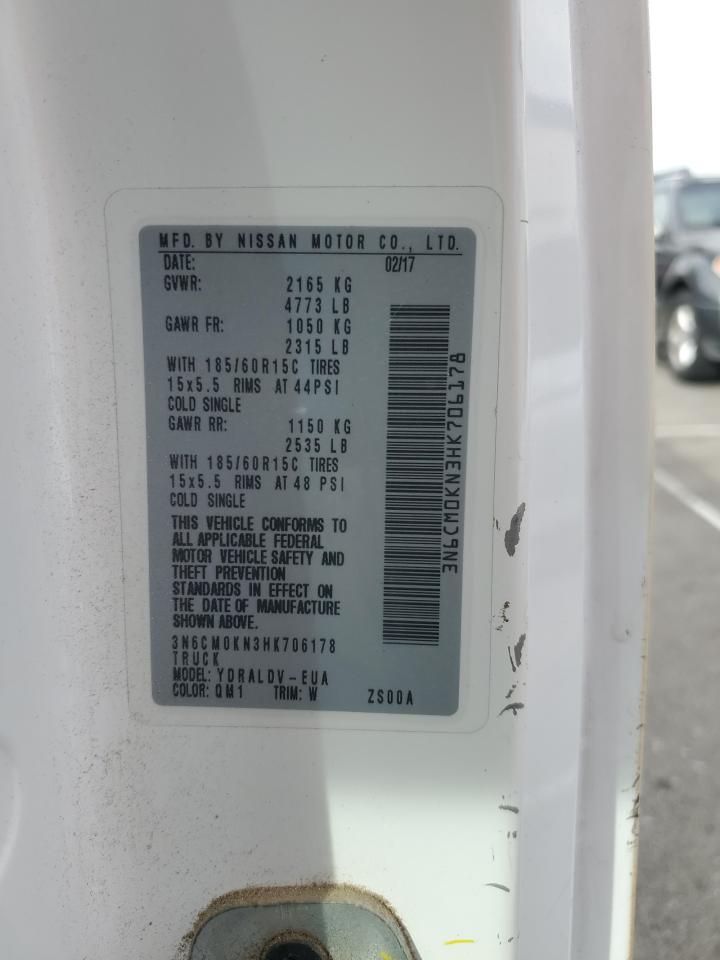 MFD. BY NISSAN MOTOR CO., LTD.
DATE: 02/17
GVWR: 2165 KG
4773 LB
GAWR FR: 1050 KG
2315 LB
WITH 185/60R15C TIRES
15x5.5 RIMS AT 44PSI
COLD SINGLE
GAWR RR: 1150 KG
2535 LB
WITH 185/60R15C TIRES
15x5.5 RIMS AT 48 PSI
COLD SINGLE
THIS VEHICLE CONFORMS TO
ALL APPLICABLE FEDERAL
MOTOR VEHICLE SAFETY AND
THEFT PREVENTION
STANDARDS IN EFFECT ON
THE DATE OF MANUFACTURE
SHOWN ABOVE.
3N6CM0KN3HK706178
TRUCK
MODEL: YDRALDV-EUA
COLOR: QM1 TRIM: W ZS00A
3N6CM0KN3HK706178